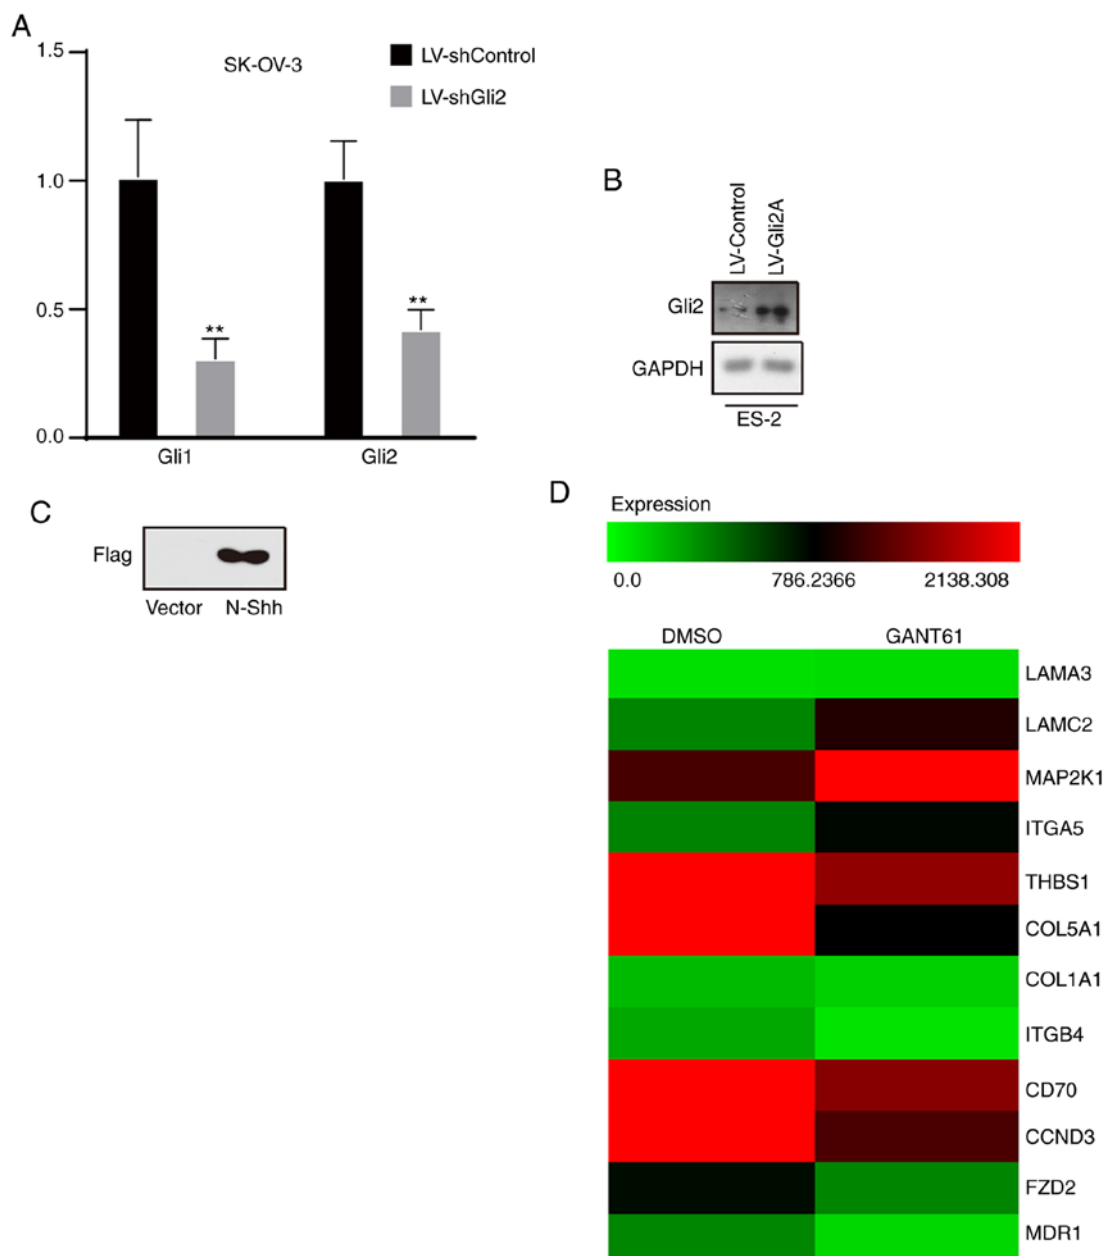 A
1.5
1.0
0.5
0.0
SK-OV-3
LV-shControl
LV-shGli2
**
**
Gli1 Gli2
B
LV-Control
LV-Gli2A
Gli2
GAPDH
ES-2
C
Flag
Vector N-Shh
D
Expression
0.0 786.2366 2138.308
DMSO GANT61
LAMA3
LAMC2
MAP2K1
ITGA5
THBS1
COL5A1
COL1A1
ITGB4
CD70
CCND3
FZD2
MDR1